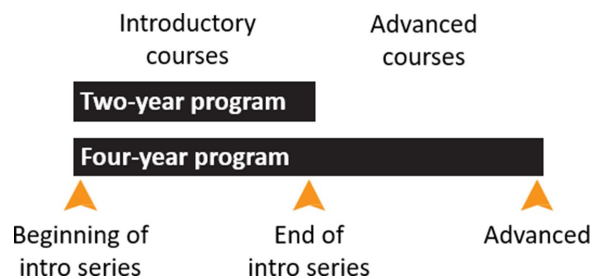 Introductory
courses
Advanced
courses
Two-year program
Four-year program
Beginning of
intro series
End of
intro series
Advanced